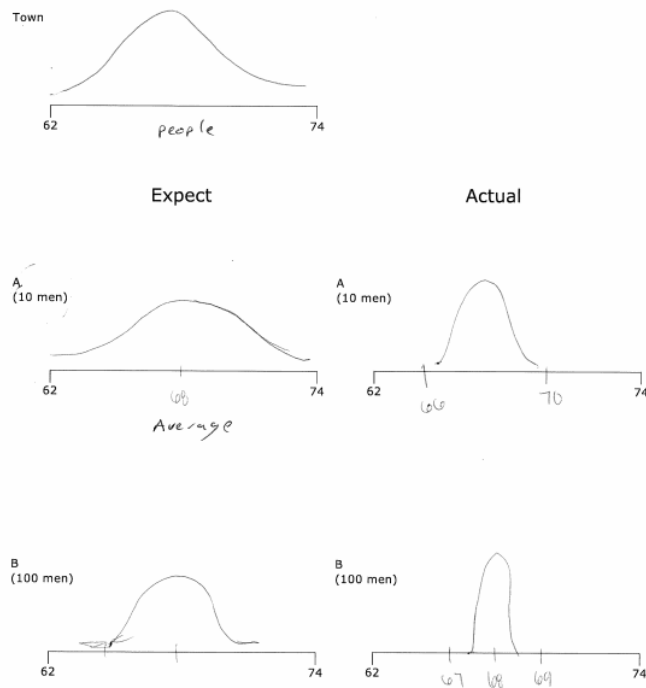 Town
62 74
people
Expect Actual
A
(10 men)
62 68 74
Average
A
(10 men)
62 66 70 74
B
(100 men)
62 74
B
(100 men)
62 67 68 69 74